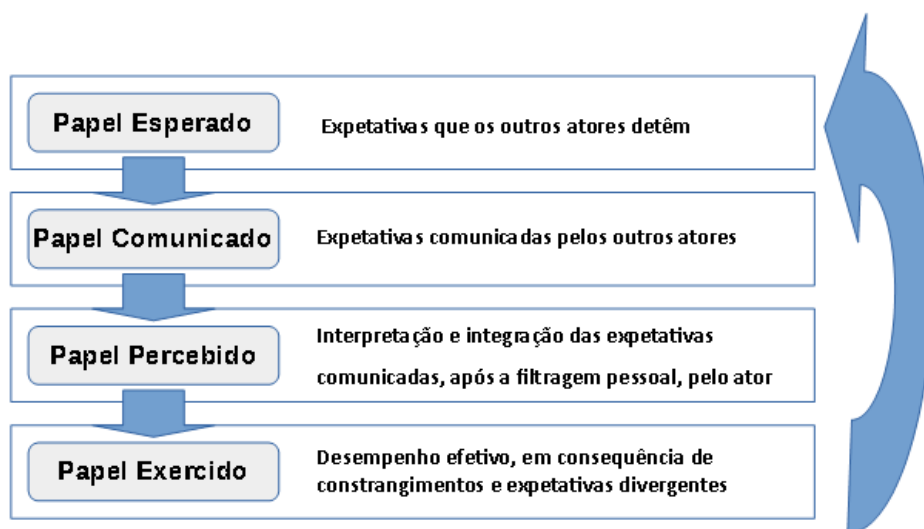 Papel Esperado
Expetativas que os outros atores detêm
Papel Comunicado
Expetativas comunicadas pelos outros atores
Papel Percebido
Interpretação e integração das expetativas
comunicadas, após a filtragem pessoal, pelo ator
Papel Exercido
Desempenho efetivo, em consequência de
constrangimentos e expetativas divergentes